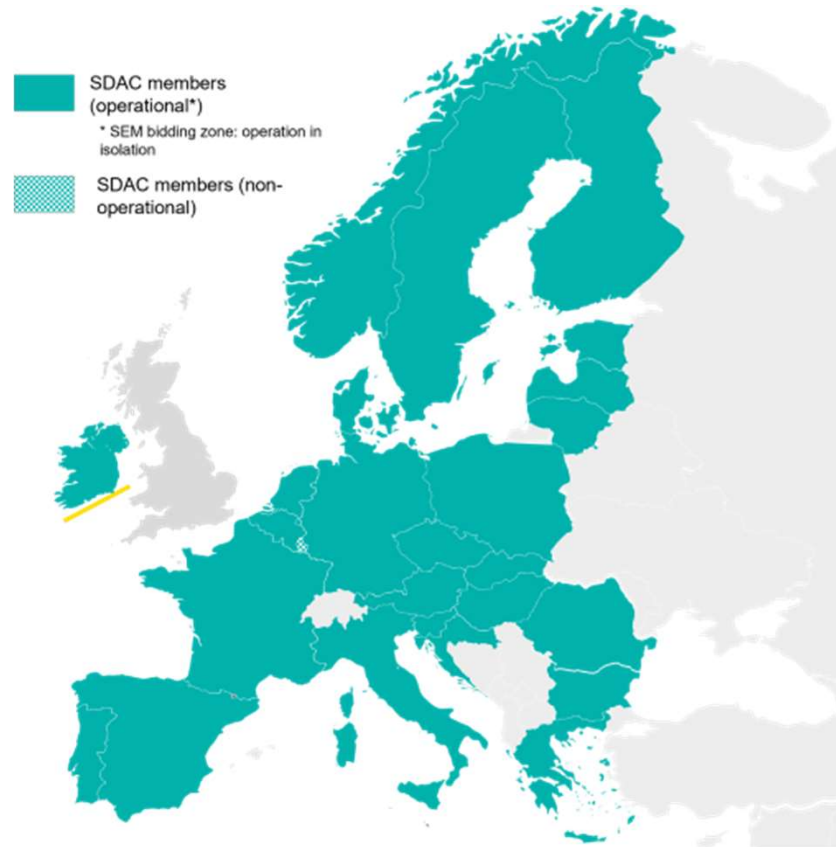 SDAC members
(operational*)
* SEM bidding zone: operation in
isolation
SDAC members (non-
operational)